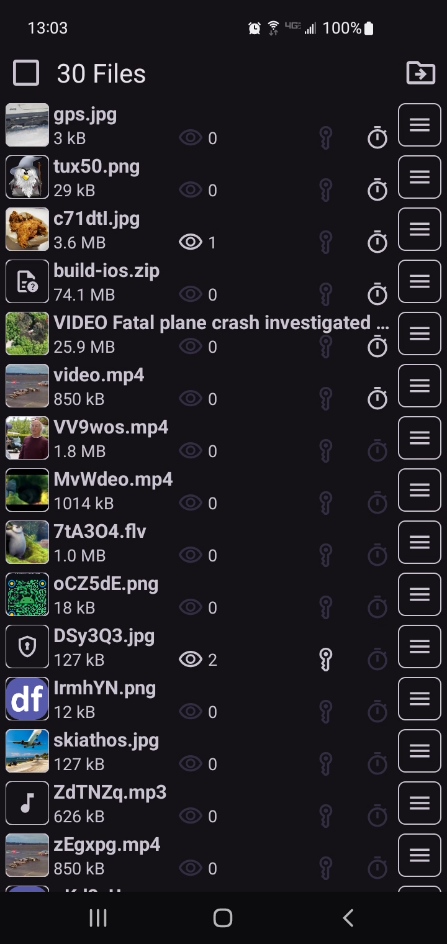 13:03
4GE 100%
30 Files
gps.jpg
3 kB 0
tux50.png
29 kB 0
c71dtI.jpg
3.6 MB 1
build-ios.zip
74.1 MB 0
VIDEO Fatal plane crash investigated ...
25.9 MB 0
video.mp4
850 kB 0
VV9wos.mp4
1.8 MB 0
MvWdeo.mp4
1014 kB 0
7tA3O4.flv
1.0 MB 0
oCZ5dE.png
18 kB 0
DSy3Q3.jpg
127 kB 2
df
IrmhYN.png
12 kB 0
skiathos.jpg
127 kB 0
ZdTNZq.mp3
626 kB 0
zEgxpg.mp4
850 kB 0